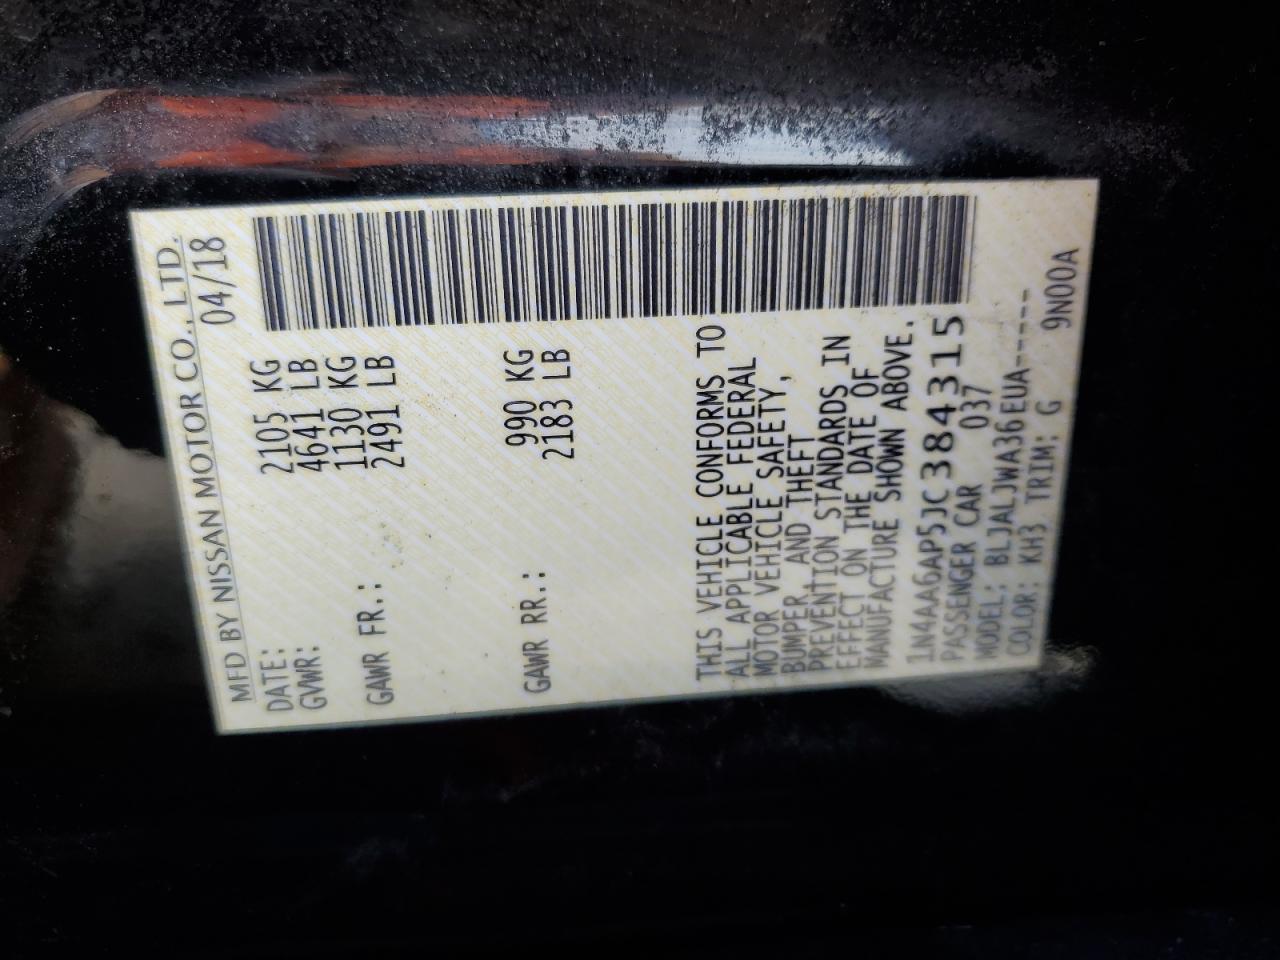 MFD BY NISSAN MOTOR CO., LTD.
DATE: 04/18
GVWR: 2105 KG
4641 LB
GAWR FR.: 1130 KG
2491 LB
GAWR RR.: 990 KG
2183 LB
THIS VEHICLE CONFORMS TO
ALL APPLICABLE FEDERAL
MOTOR VEHICLE SAFETY,
BUMPER AND THEFT
PREVENTION STANDARDS IN
EFFECT ON THE DATE OF
MANUFACTURE SHOWN ABOVE.
1N4AA6AP5JC384315
PASSENGER CAR 037
MODEL: BLJALJWA36EUA-----
COLOR: KH3 TRIM: G 9N00A